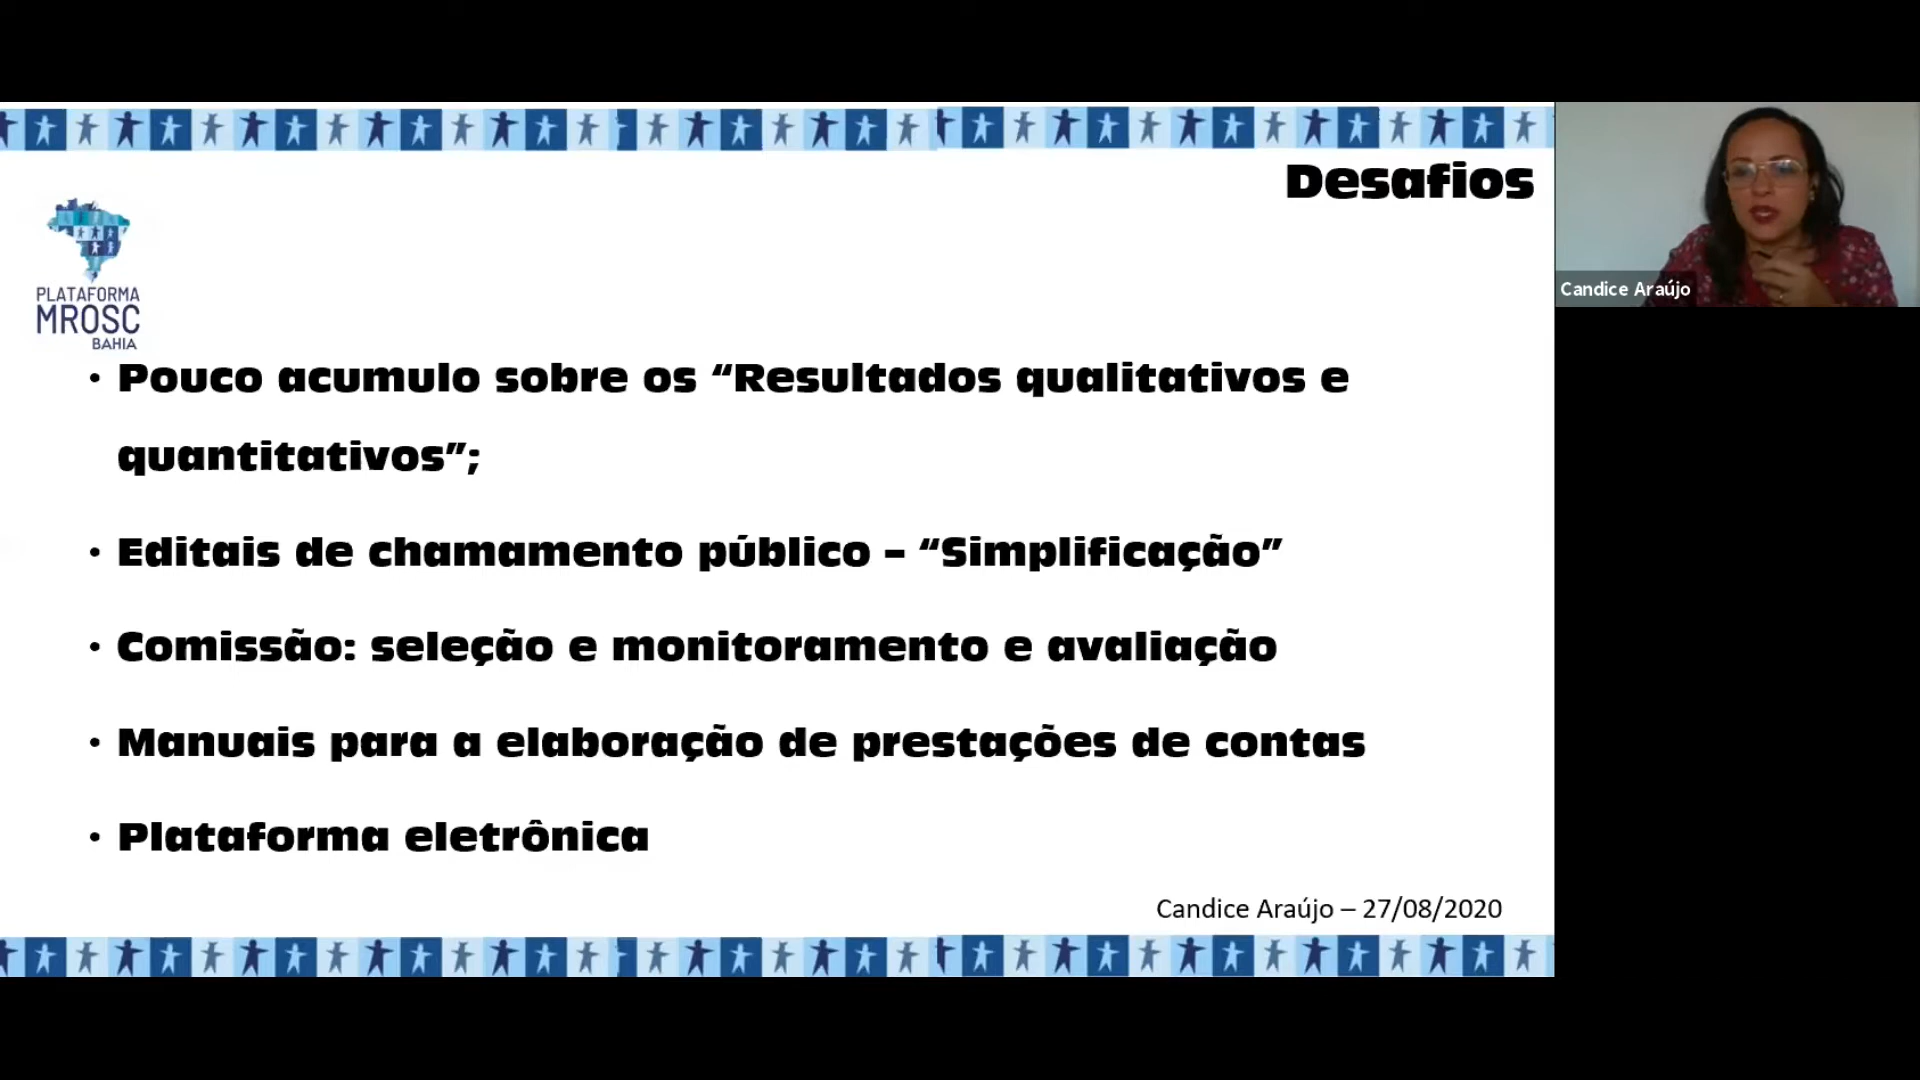 Desafios
PLATAFORMA
MROSC
BAHIA
Candice Araújo
• Pouco acumulo sobre os “Resultados qualitativos e
quantitativos”;
• Editais de chamamento público – “Simplificação”
• Comissão: seleção e monitoramento e avaliação
• Manuais para a elaboração de prestações de contas
• Plataforma eletrônica
Candice Araújo – 27/08/2020